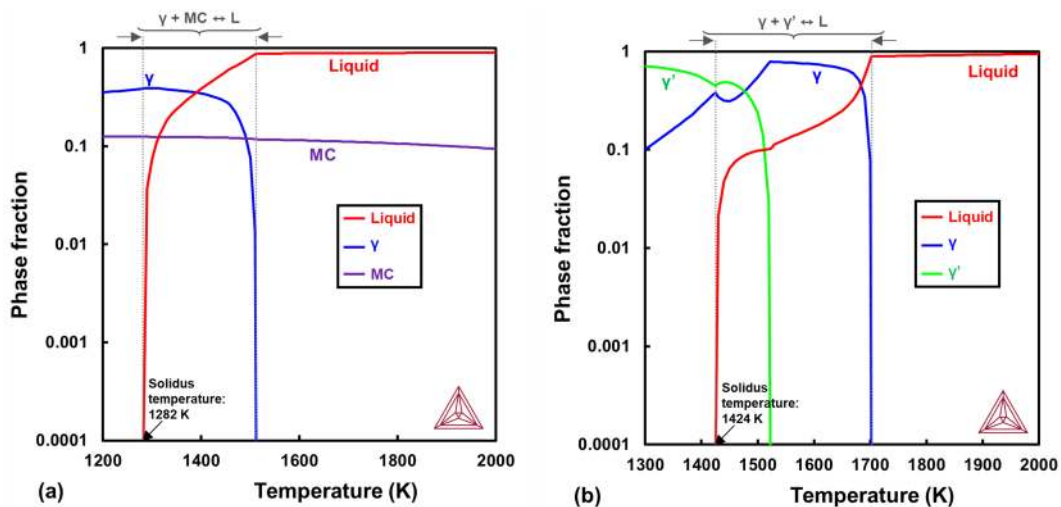 γ + MC ↔ L
1
0.1
0.01
0.001
0.0001
Phase fraction
γ
Liquid
MC
Liquid
γ
MC
Solidus
temperature:
1282 K
1200 1400 1600 1800 2000
(a) Temperature (K)
γ + γ' ↔ L
1
0.1
0.01
0.001
0.0001
Phase fraction
γ'
γ
Liquid
Liquid
γ
γ'
Solidus
temperature:
1424 K
1300 1400 1500 1600 1700 1800 1900 2000
(b) Temperature (K)